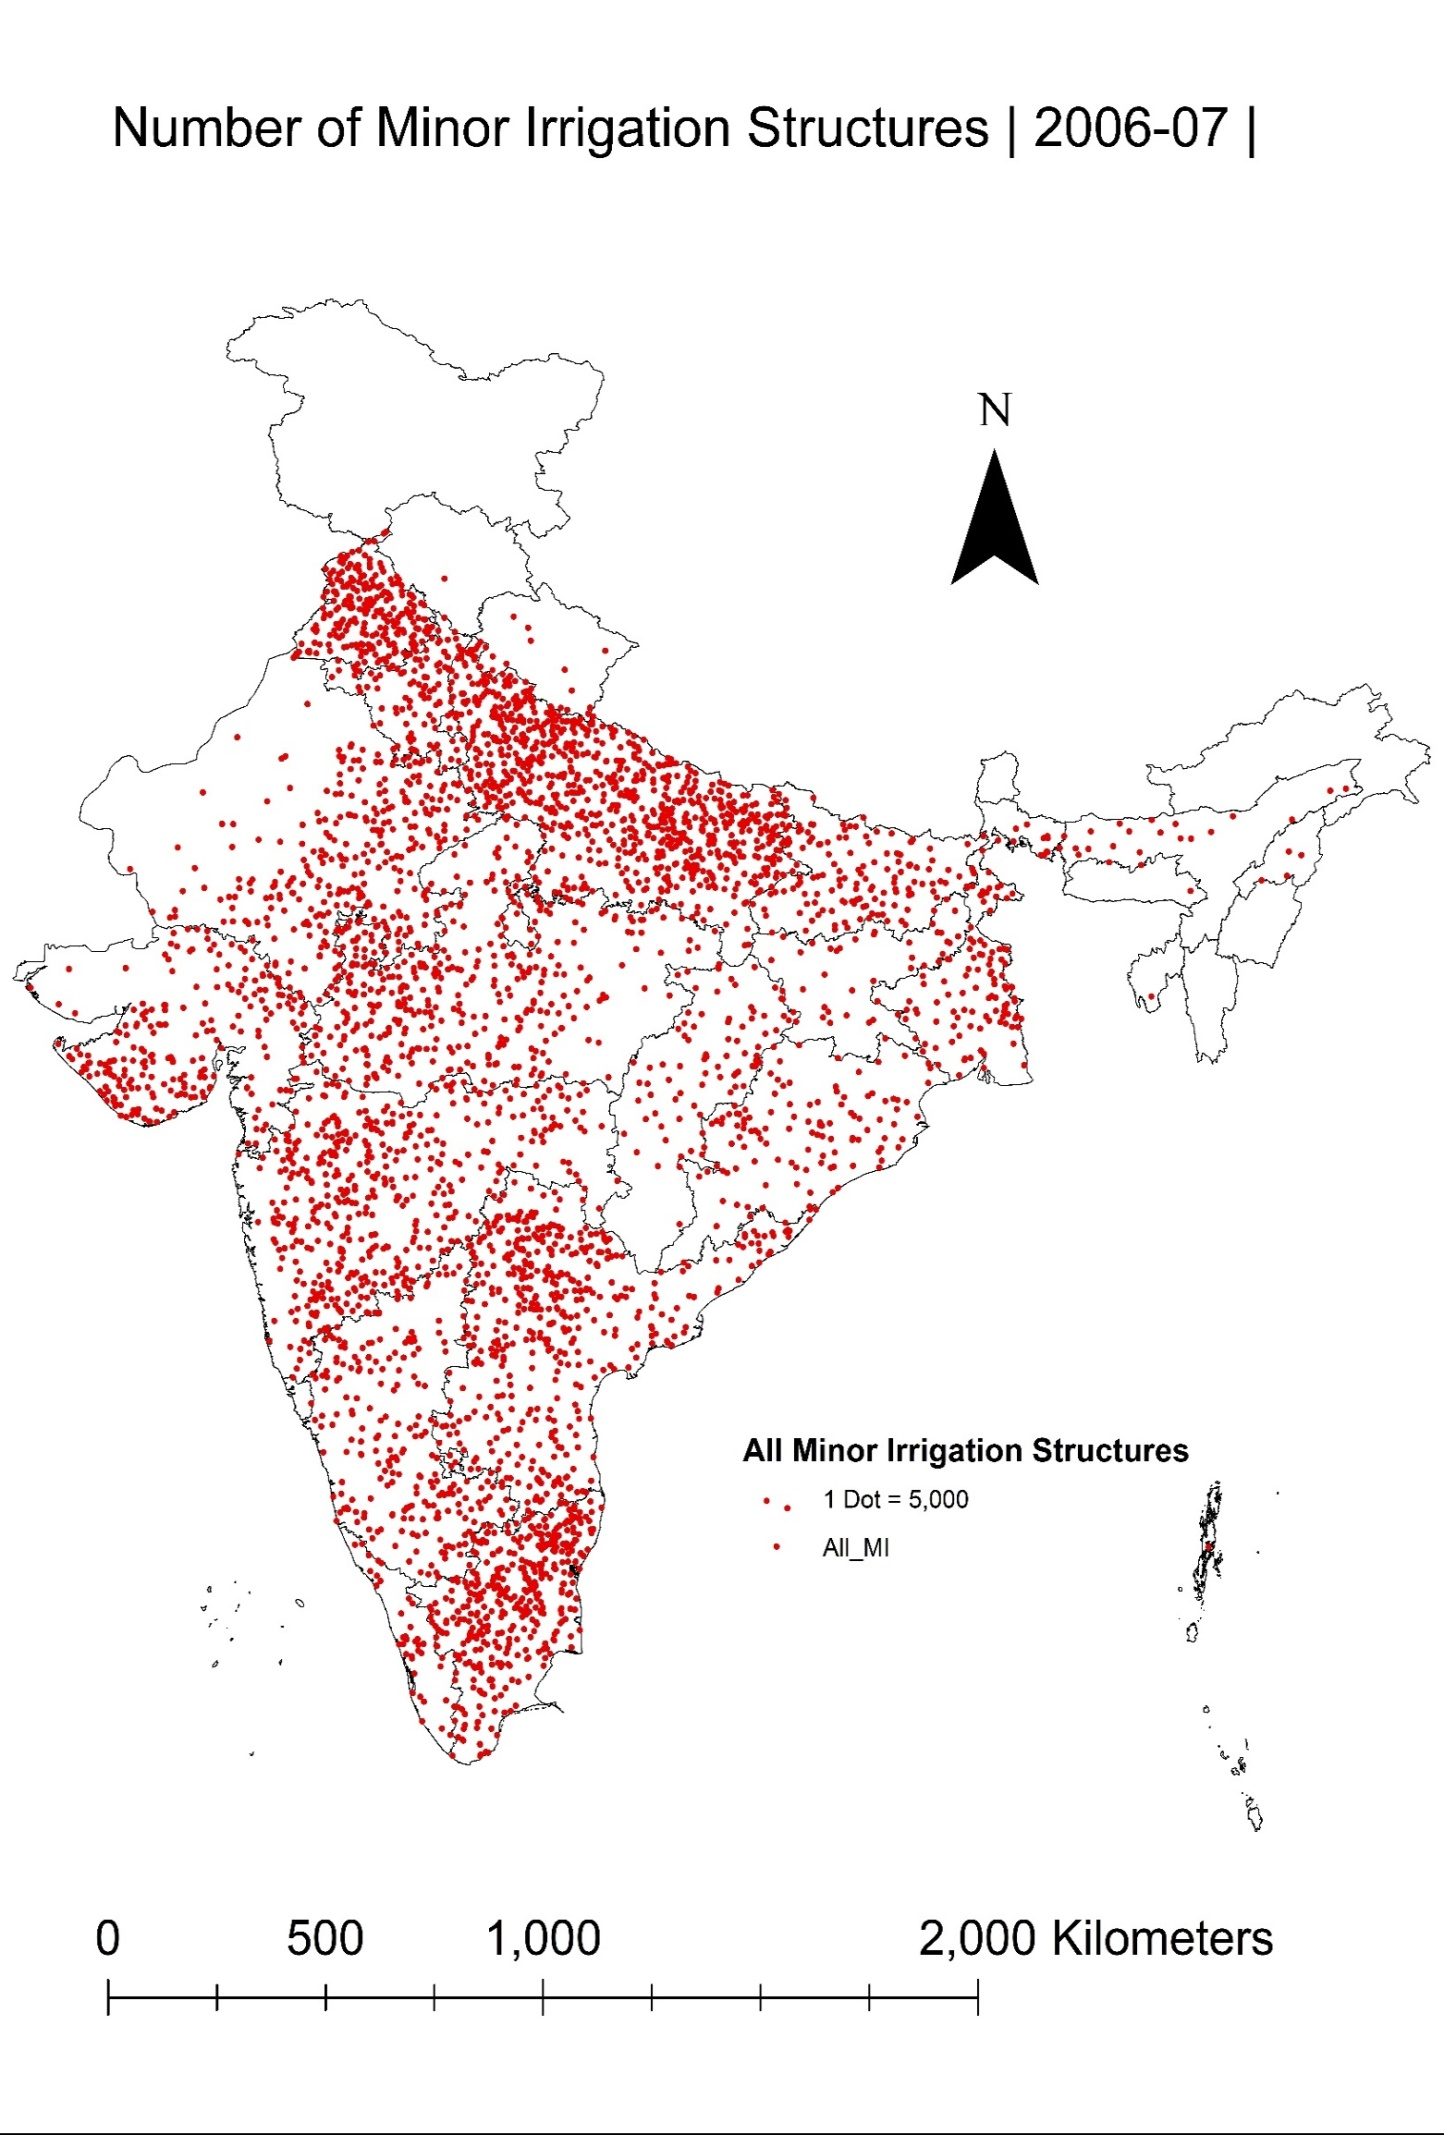 Number of Minor Irrigation Structures | 2006-07 |
N
All Minor Irrigation Structures
1 Dot = 5,000
All_MI
0 500 1,000 2,000 Kilometers